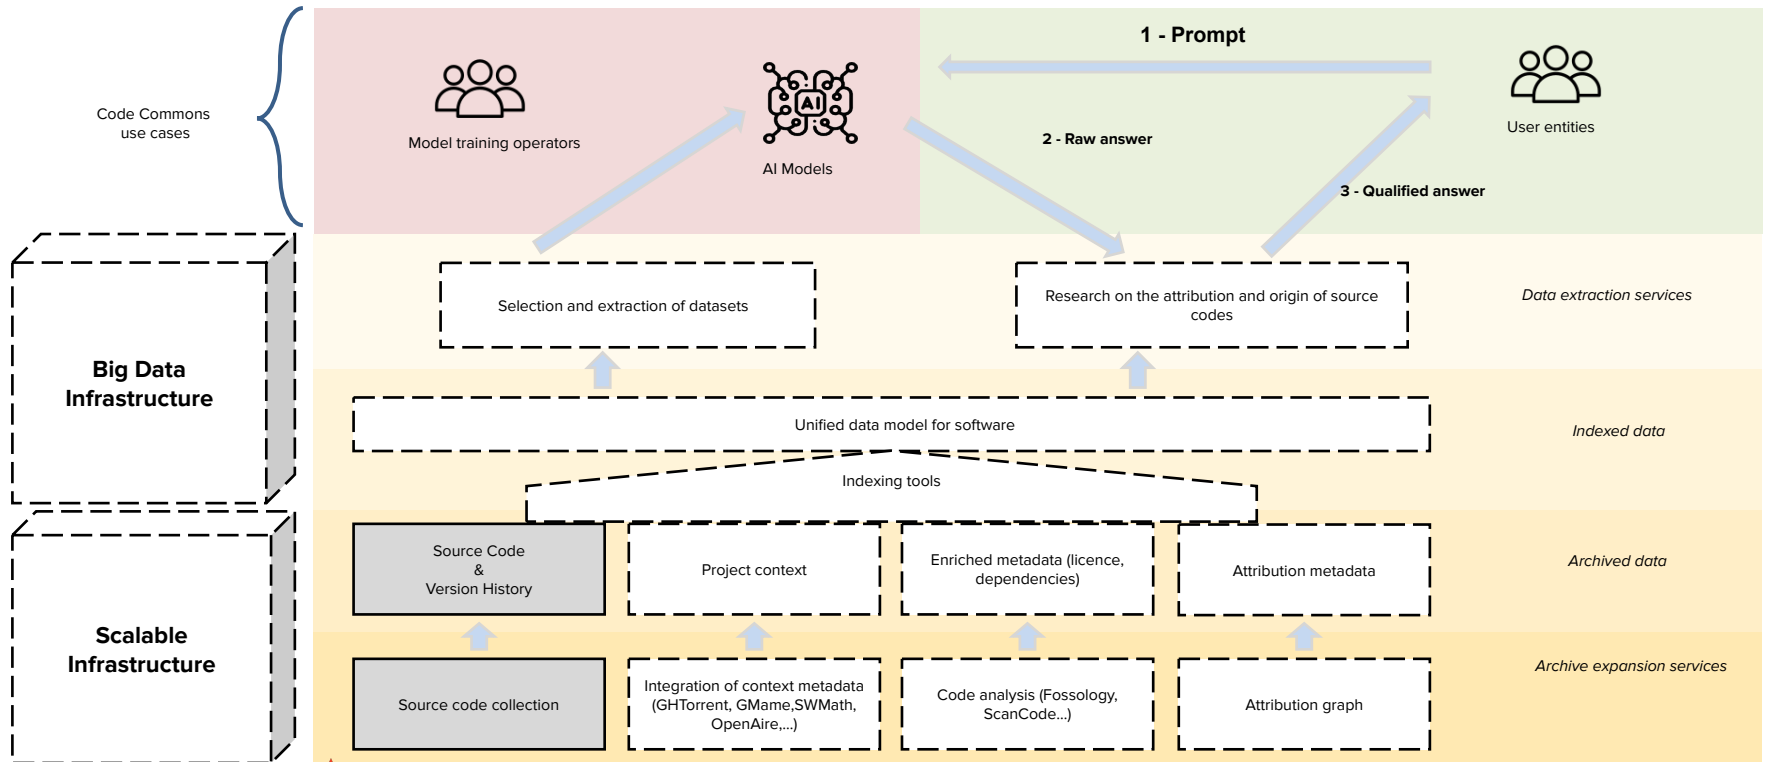 1 - Prompt
Code Commons
use cases
Model training operators
AI
AI Models
2 - Raw answer
User entities
3 - Qualified answer
Big Data
Infrastructure
Selection and extraction of datasets
Research on the attribution and origin of source
codes
Data extraction services
Unified data model for software
Indexed data
Indexing tools
Scalable
Infrastructure
Source Code
&
Version History
Project context
Enriched metadata (licence,
dependencies)
Attribution metadata
Archived data
Source code collection
Integration of context metadata
(GHTorrent, GMame,SWMath,
OpenAire,...)
Code analysis (Fossology,
ScanCode...)
Attribution graph
Archive expansion services